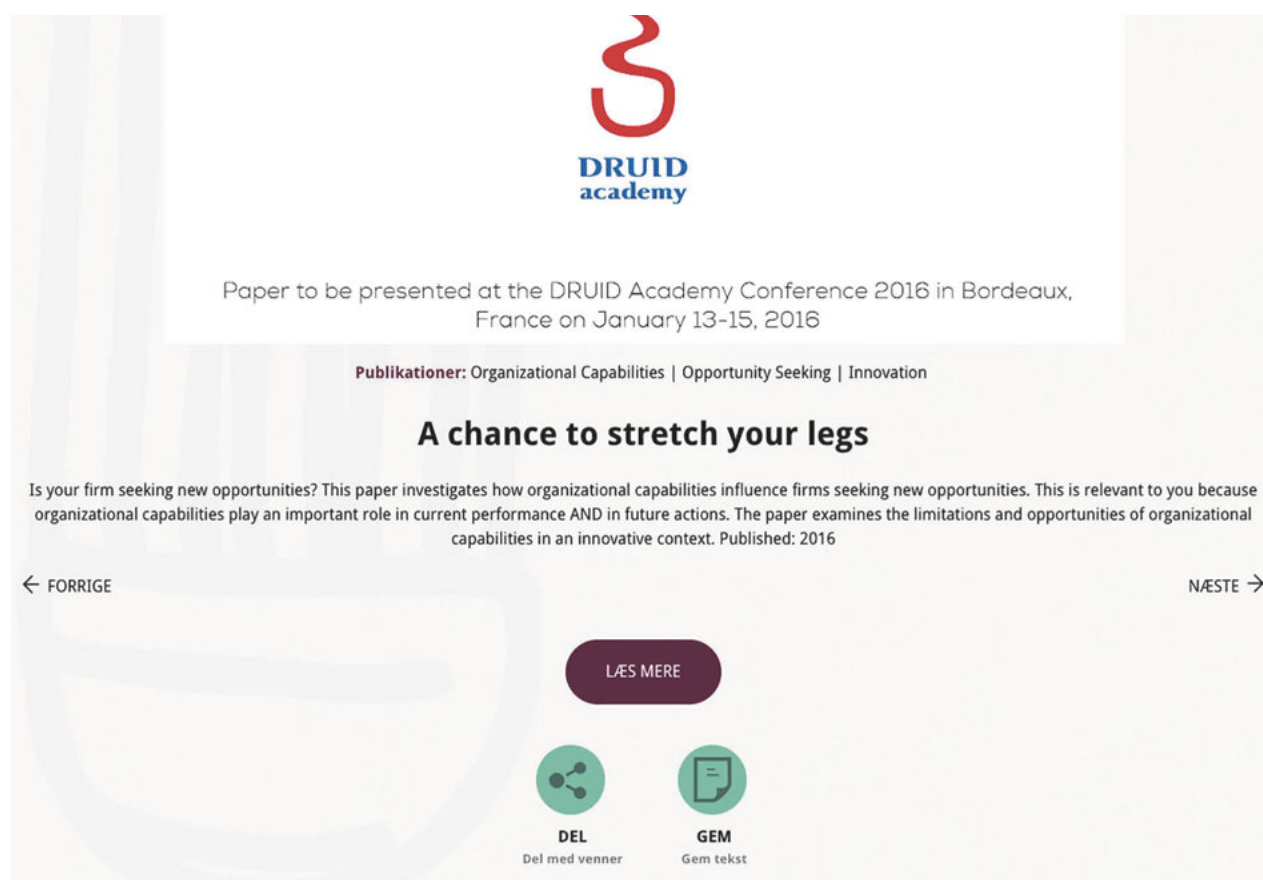 DRUID
academy
Paper to be presented at the DRUID Academy Conference 2016 in Bordeaux,
France on January 13-15, 2016
Publikationer: Organizational Capabilities | Opportunity Seeking | Innovation
A chance to stretch your legs
Is your firm seeking new opportunities? This paper investigates how organizational capabilities influence firms seeking new opportunities. This is relevant to you because
organizational capabilities play an important role in current performance AND in future actions. The paper examines the limitations and opportunities of organizational
capabilities in an innovative context. Published: 2016
← FORRIGE
NÆSTE →
LÆS MERE
DEL
Del med venner
GEM
Gem tekst